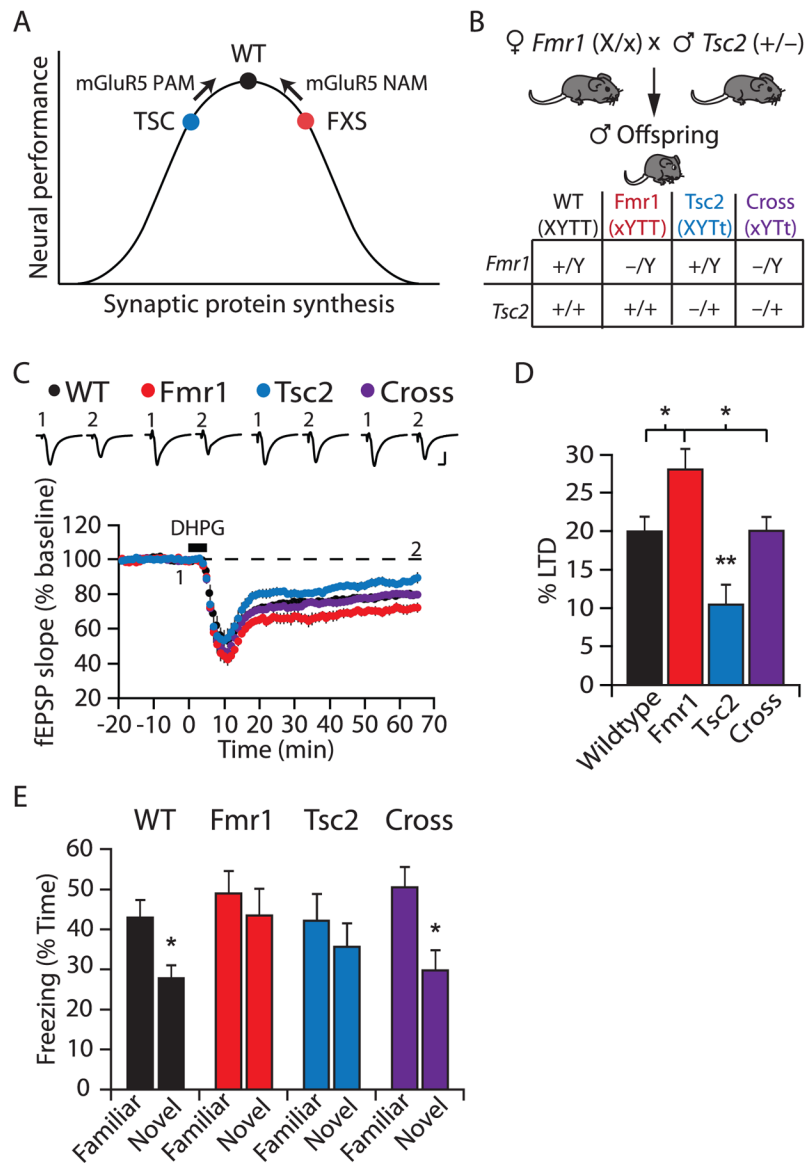 A
WT
mGluR5 PAM
mGluR5 NAM
TSC
FXS
Neural performance
Synaptic protein synthesis
B
♀ Fmr1 (X/x) x ♂ Tsc2 (+/–)
♂ Offspring
WT Fmr1 Tsc2 Cross
(XYTT) (xYTT) (XYTt) (xYTt)
Fmr1 +/Y –/Y +/Y –/Y
Tsc2 +/+ +/+ –/+ –/+
C
WT Fmr1 Tsc2 Cross
1 2 1 2 1 2 1 2
fEPSP slope (% baseline)
120
100
80
60
40
20
DHPG
1
2
-20 -10 0 10 20 30 40 50 60 70
Time (min)
D
* *
% LTD
30
25
20
15
10
15
0
**
Wildtype Fmr1 Tsc2 Cross
E
WT Fmr1 Tsc2 Cross
Freezing (% Time)
60
50
40
30
20
10
0
* *
Familiar Novel Familiar Novel Familiar Novel Familiar Novel